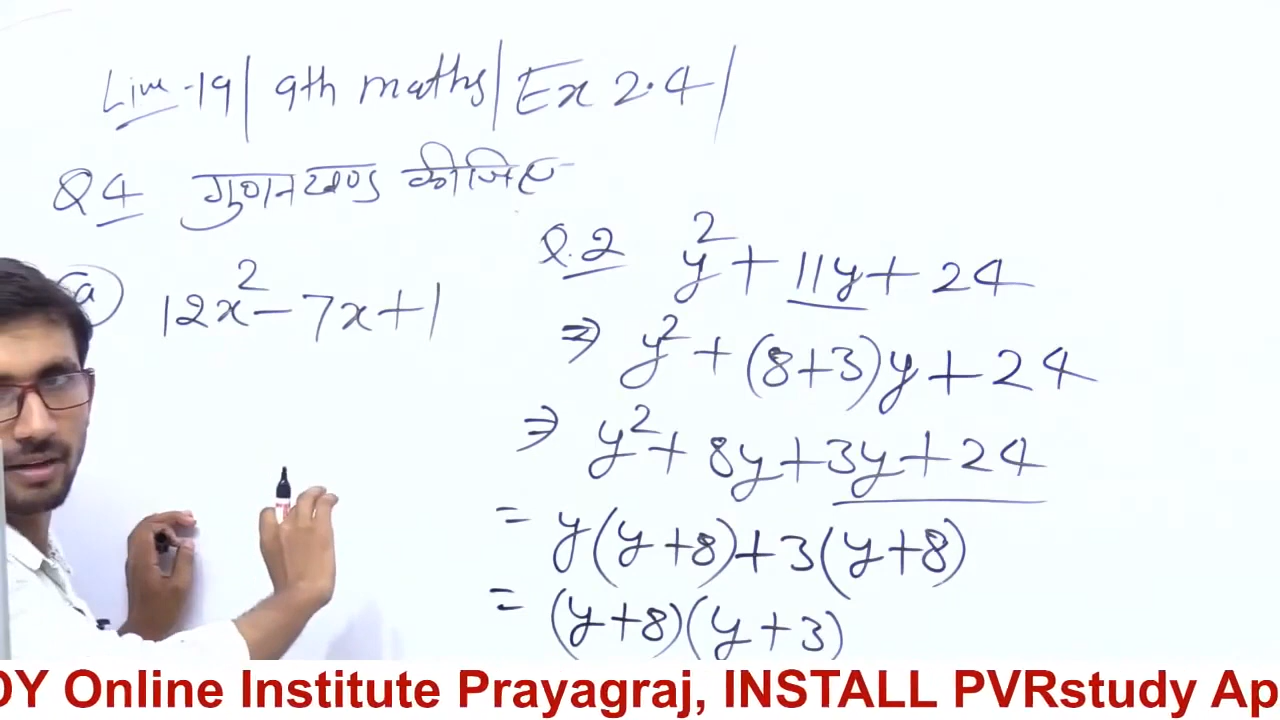 Live-19| 9th maths| Ex 2.4|
Q4 गुणनखण्ड कीजिए
(a) 12x²-7x+1
Q.2 y²+11y+24
⇒ y²+(8+3)y+24
⇒ y²+8y+3y+24
= y(y+8)+3(y+8)
= (y+8)(y+3)
DY Online Institute Prayagraj, INSTALL PVRstudy Ap